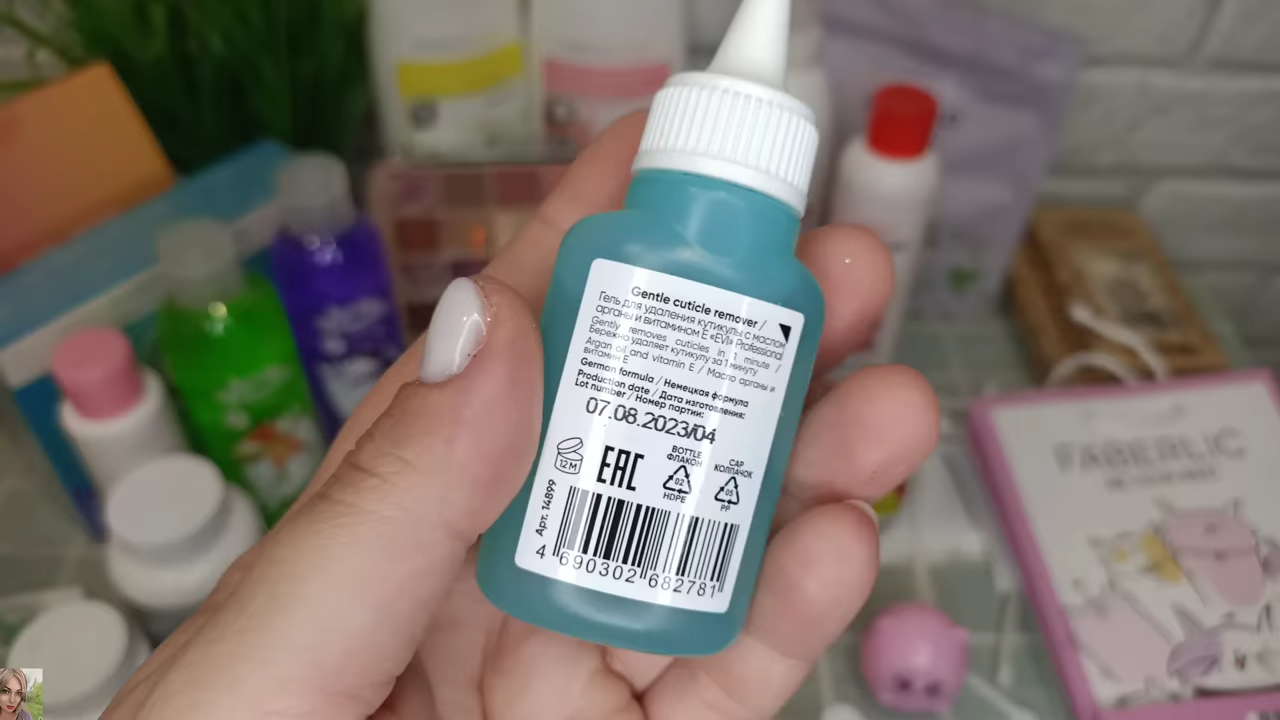 Gentle cuticle remover /
Гель для удаления кутикулы с маслом
арганы и витамином Е «EVI» Professional
Gently removes cuticles in 1 minute /
Бережно удаляет кутикулу за 1 минуту
Argan oil and vitamin E / Масло арганы и
витамин Е
German formula / Немецкая формула
Production date / Дата изготовления:
Lot number / Номер партии:
07.08.2023/04
12 M
EAC
BOTTLE
ФЛАКОН
02
HDPE
CAP
КОЛПАЧОК
05
PP
Арт. 14899
4 690302 682781
FABERLIC